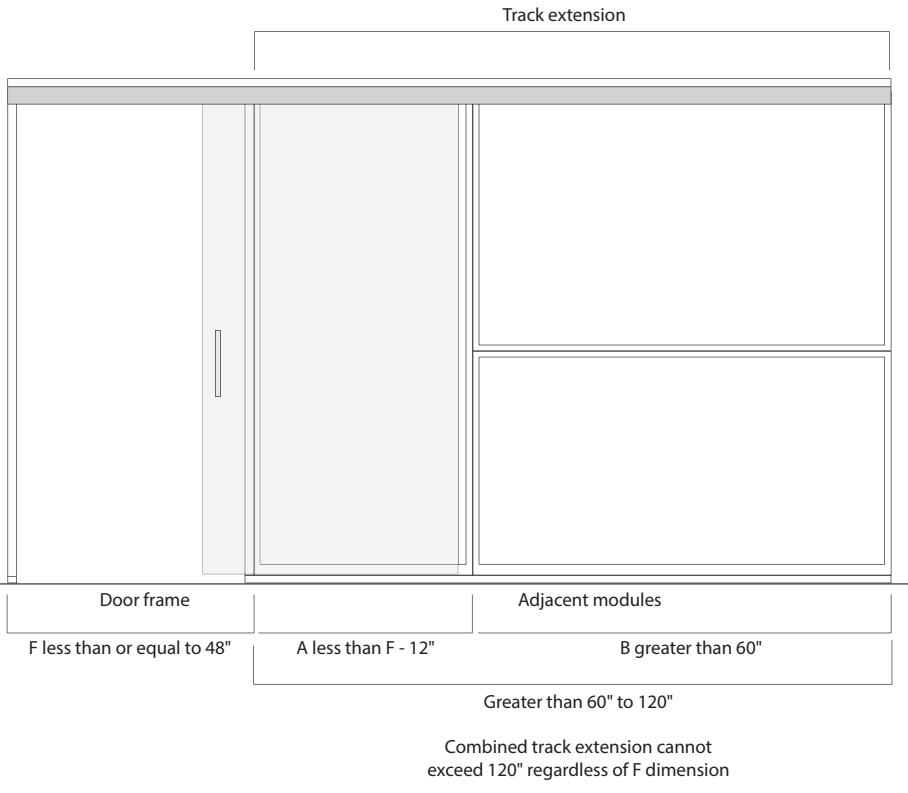 Track extension
Door frame
Adjacent modules
F less than or equal to 48"
A less than F - 12"
B greater than 60"
Greater than 60" to 120"
Combined track extension cannot
exceed 120" regardless of F dimension